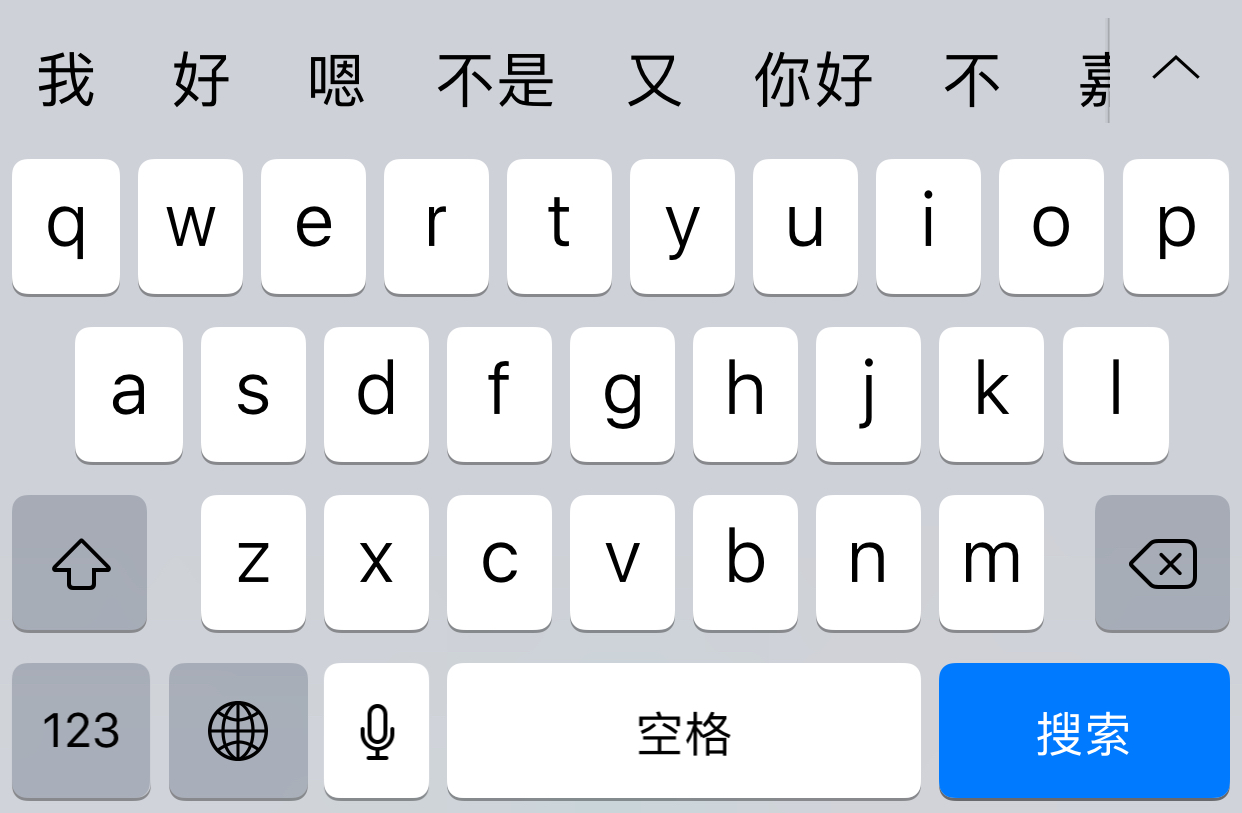 我 好 嗯 不是 又 你好 不
q w e r t y u i o p
a s d f g h j k l
z x c v b n m
123 空格 搜索